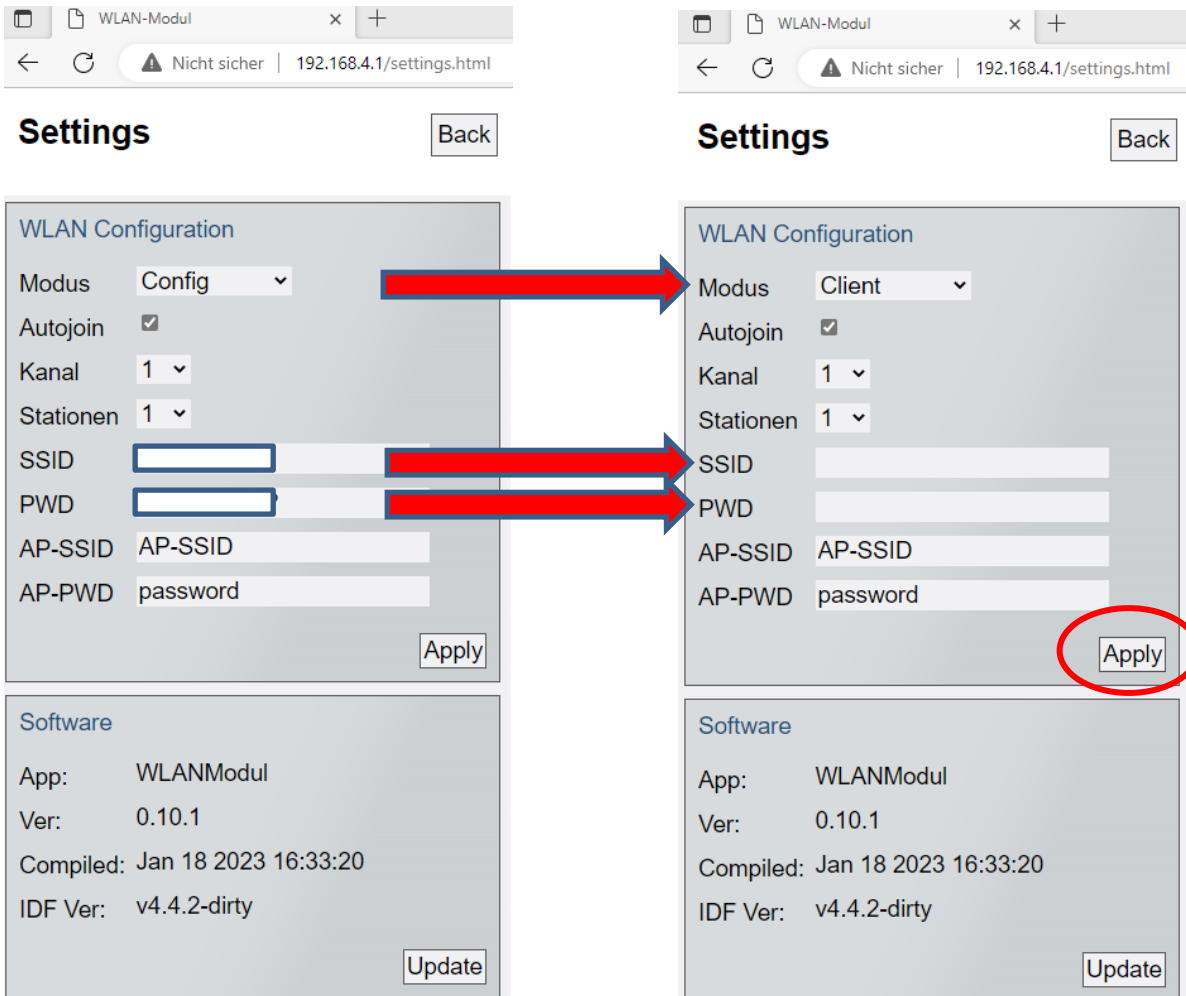 WLAN-Modul
Nicht sicher | 192.168.4.1/settings.html
Settings
Back
WLAN Configuration
Modus Config
Autojoin
Kanal 1
Stationen 1
SSID
PWD
AP-SSID AP-SSID
AP-PWD password
Apply
Software
App: WLANModul
Ver: 0.10.1
Compiled: Jan 18 2023 16:33:20
IDF Ver: v4.4.2-dirty
Update
WLAN-Modul
Nicht sicher | 192.168.4.1/settings.html
Settings
Back
WLAN Configuration
Modus Client
Autojoin
Kanal 1
Stationen 1
SSID
PWD
AP-SSID AP-SSID
AP-PWD password
Apply
Software
App: WLANModul
Ver: 0.10.1
Compiled: Jan 18 2023 16:33:20
IDF Ver: v4.4.2-dirty
Update